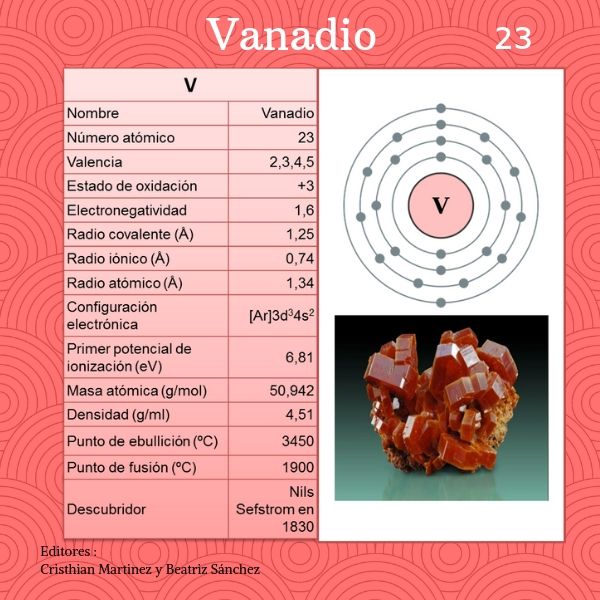 Vanadio 23
V
Nombre Vanadio
Número atómico 23
Valencia 2,3,4,5
Estado de oxidación +3
Electronegatividad 1,6
Radio covalente (Å) 1,25
Radio iónico (Å) 0,74
Radio atómico (Å) 1,34
Configuración
electrónica [Ar]3d³4s²
Primer potencial de
ionización (eV) 6,81
Masa atómica (g/mol) 50,942
Densidad (g/ml) 4,51
Punto de ebullición (ºC) 3450
Punto de fusión (ºC) 1900
Descubridor Nils
Sefstrom en
1830
V
Editores :
Cristhian Martinez y Beatriz Sánchez